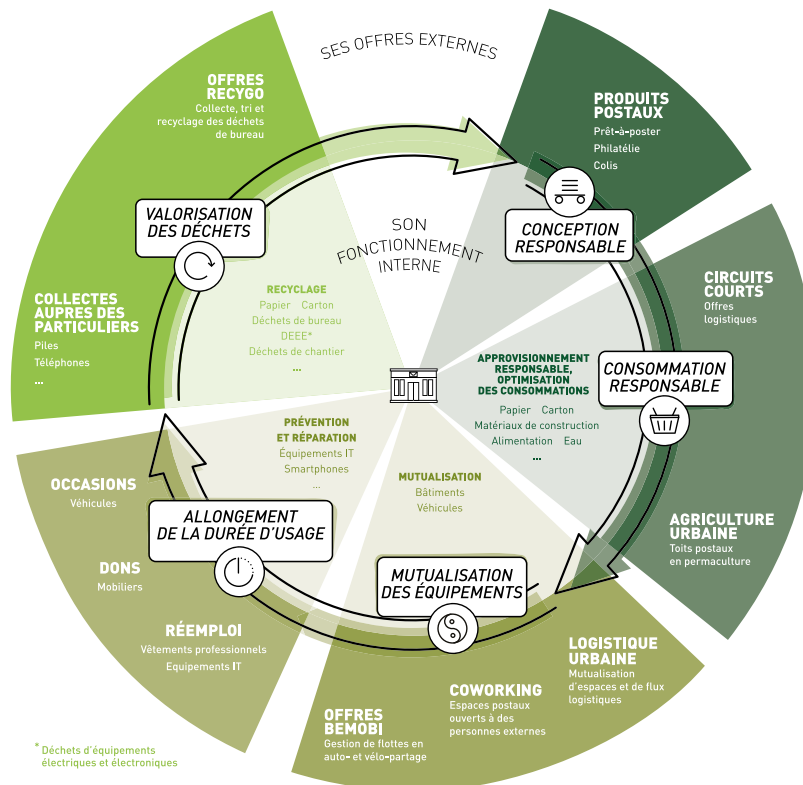 SES OFFRES EXTERNES
SON
FONCTIONNEMENT
INTERNE
OFFRES
RECYGO
Collecte, tri et
recyclage des déchets
de bureau
VALORISATION
DES DÉCHETS
COLLECTES
AUPRES DES
PARTICULIERS
Piles
Téléphones
...
RECYCLAGE
Papier Carton
Déchets de bureau
DEEE*
Déchets de chantier
...
PRODUITS
POSTAUX
Prêt-à-poster
Philatélie
Colis
CONCEPTION
RESPONSABLE
CIRCUITS
COURTS
Offres
logistiques
CONSOMMATION
RESPONSABLE
APPROVISIONNEMENT
RESPONSABLE,
OPTIMISATION
DES CONSOMMATIONS
Papier Carton
Matériaux de construction
Alimentation Eau
...
AGRICULTURE
URBAINE
Toits postaux
en permaculture
MUTUALISATION
Bâtiments
Véhicules
MUTUALISATION
DES ÉQUIPEMENTS
LOGISTIQUE
URBAINE
Mutualisation
d'espaces et de flux
logistiques
COWORKING
Espaces postaux
ouverts à des
personnes externes
OFFRES
BEMOBI
Gestion de flottes en
auto- et vélo-partage
PRÉVENTION
ET RÉPARATION
Équipements IT
Smartphones
...
ALLONGEMENT
DE LA DURÉE D'USAGE
OCCASIONS
Véhicules
DONS
Mobiliers
RÉEMPLOI
Vêtements professionnels
Equipements IT
* Déchets d'équipements
électriques et électroniques